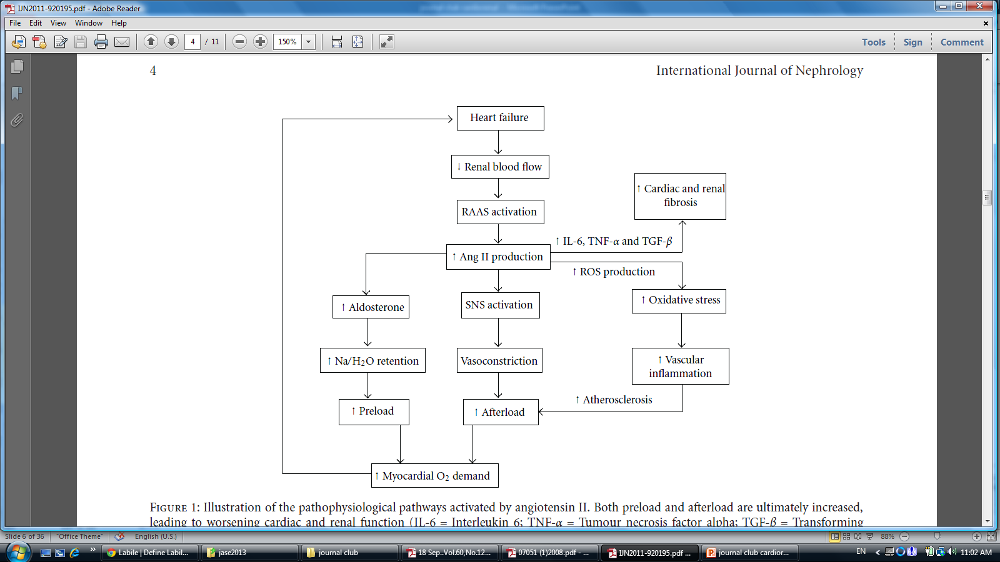 IJN2011-920195.pdf - Adobe Reader
File Edit View Window Help
4 / 11 150% Tools Sign Comment
4 International Journal of Nephrology
Heart failure
↓ Renal blood flow
↑ Cardiac and renal
fibrosis
RAAS activation
↑ IL-6, TNF-α and TGF-β
↑ Ang II production
↑ ROS production
↑ Aldosterone
SNS activation
↑ Oxidative stress
↑ Na/H₂O retention
Vasoconstriction
↑ Vascular
inflammation
↑ Atherosclerosis
↑ Preload
↑ Afterload
↑ Myocardial O₂ demand
FIGURE 1: Illustration of the pathophysiological pathways activated by angiotensin II. Both preload and afterload are ultimately increased,
leading to worsening cardiac and renal function (IL-6 = Interleukin 6; TNF-α = Tumour necrosis factor alpha; TGF-β = Transforming
Slide 6 of 36 "Office Theme" English (U.S.) 88%
Labile | Define Labil... jase2013 journal club 18 Sep..Vol.60,No.12... 07051 (1)2008.pdf - ... IJN2011-920195.pdf ... journal club cardior... EN 11:02 AM